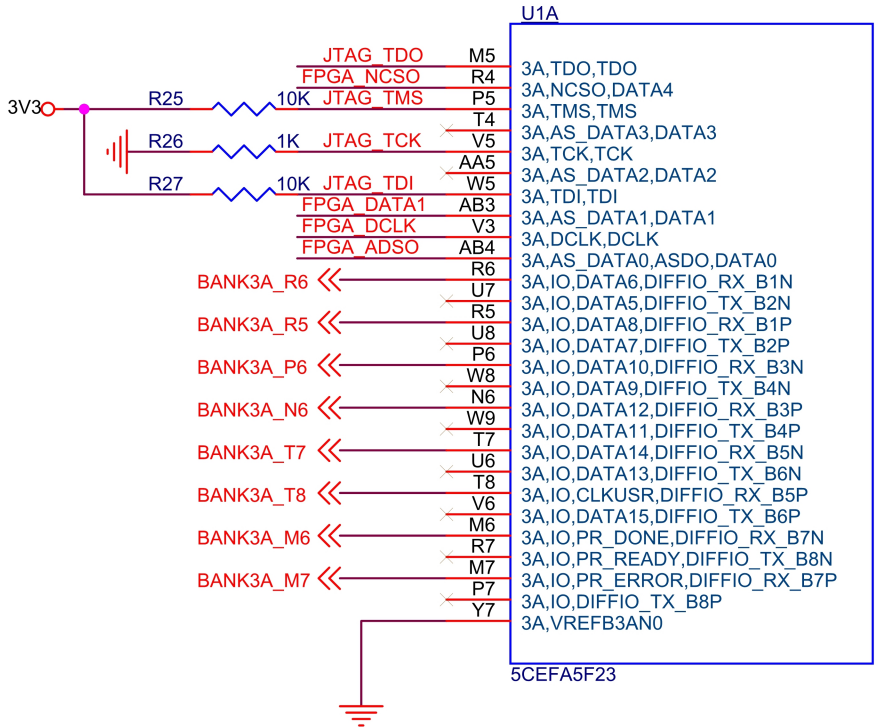 U1A
JTAG_TDO M5 3A,TDO,TDO
FPGA_NCSO R4 3A,NCSO,DATA4
3V3 R25 10K JTAG_TMS P5 3A,TMS,TMS
T4 3A,AS_DATA3,DATA3
R26 1K JTAG_TCK V5 3A,TCK,TCK
AA5 3A,AS_DATA2,DATA2
R27 10K JTAG_TDI W5 3A,TDI,TDI
FPGA_DATA1 AB3 3A,AS_DATA1,DATA1
FPGA_DCLK V3 3A,DCLK,DCLK
FPGA_ADSO AB4 3A,AS_DATA0,ASDO,DATA0
BANK3A_R6 R6 3A,IO,DATA6,DIFFIO_RX_B1N
U7 3A,IO,DATA5,DIFFIO_TX_B2N
BANK3A_R5 R5 3A,IO,DATA8,DIFFIO_RX_B1P
U8 3A,IO,DATA7,DIFFIO_TX_B2P
BANK3A_P6 P6 3A,IO,DATA10,DIFFIO_RX_B3N
W8 3A,IO,DATA9,DIFFIO_TX_B4N
BANK3A_N6 N6 3A,IO,DATA12,DIFFIO_RX_B3P
W9 3A,IO,DATA11,DIFFIO_TX_B4P
BANK3A_T7 T7 3A,IO,DATA14,DIFFIO_RX_B5N
U6 3A,IO,DATA13,DIFFIO_TX_B6N
BANK3A_T8 T8 3A,IO,CLKUSR,DIFFIO_RX_B5P
V6 3A,IO,DATA15,DIFFIO_TX_B6P
BANK3A_M6 M6 3A,IO,PR_DONE,DIFFIO_RX_B7N
R7 3A,IO,PR_READY,DIFFIO_TX_B8N
BANK3A_M7 M7 3A,IO,PR_ERROR,DIFFIO_RX_B7P
P7 3A,IO,DIFFIO_TX_B8P
Y7 3A,VREFB3AN0
5CEFA5F23